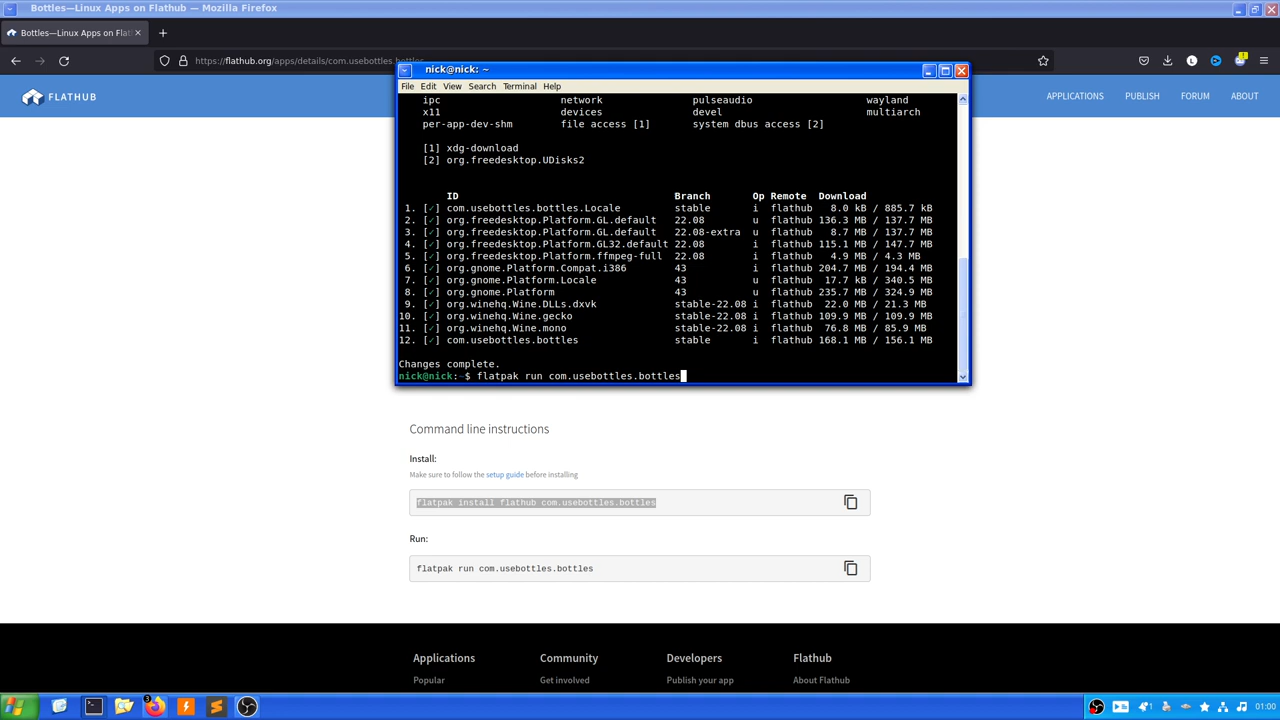 Bottles—Linux Apps on Flathub — Mozilla Firefox
Bottles—Linux Apps on Flat
https://flathub.org/apps/details/com.usebottles.bottles
FLATHUB
APPLICATIONS PUBLISH FORUM ABOUT
nick@nick: ~
File Edit View Search Terminal Help
ipc network pulseaudio wayland
x11 devices devel multiarch
per-app-dev-shm file access [1] system dbus access [2]
[1] xdg-download
[2] org.freedesktop.UDisks2
ID Branch Op Remote Download
1. [✓] com.usebottles.bottles.Locale stable i flathub 8.0 kB / 885.7 kB
2. [✓] org.freedesktop.Platform.GL.default 22.08 u flathub 136.3 MB / 137.7 MB
3. [✓] org.freedesktop.Platform.GL.default 22.08-extra u flathub 8.7 MB / 137.7 MB
4. [✓] org.freedesktop.Platform.GL32.default 22.08 i flathub 115.1 MB / 147.7 MB
5. [✓] org.freedesktop.Platform.ffmpeg-full 22.08 i flathub 4.9 MB / 4.3 MB
6. [✓] org.gnome.Platform.Compat.i386 43 i flathub 204.7 MB / 194.4 MB
7. [✓] org.gnome.Platform.Locale 43 u flathub 17.7 kB / 340.5 MB
8. [✓] org.gnome.Platform 43 u flathub 235.7 MB / 324.9 MB
9. [✓] org.winehq.Wine.DLLs.dxvk stable-22.08 i flathub 22.0 MB / 21.3 MB
10. [✓] org.winehq.Wine.gecko stable-22.08 i flathub 109.9 MB / 109.9 MB
11. [✓] org.winehq.Wine.mono stable-22.08 i flathub 76.8 MB / 85.9 MB
12. [✓] com.usebottles.bottles stable i flathub 168.1 MB / 156.1 MB
Changes complete.
nick@nick:~$ flatpak run com.usebottles.bottles
Command line instructions
Install:
Make sure to follow the setup guide before installing
flatpak install flathub com.usebottles.bottles
Run:
flatpak run com.usebottles.bottles
Applications Community Developers Flathub
Popular Get involved Publish your app About Flathub
3
1
01:00